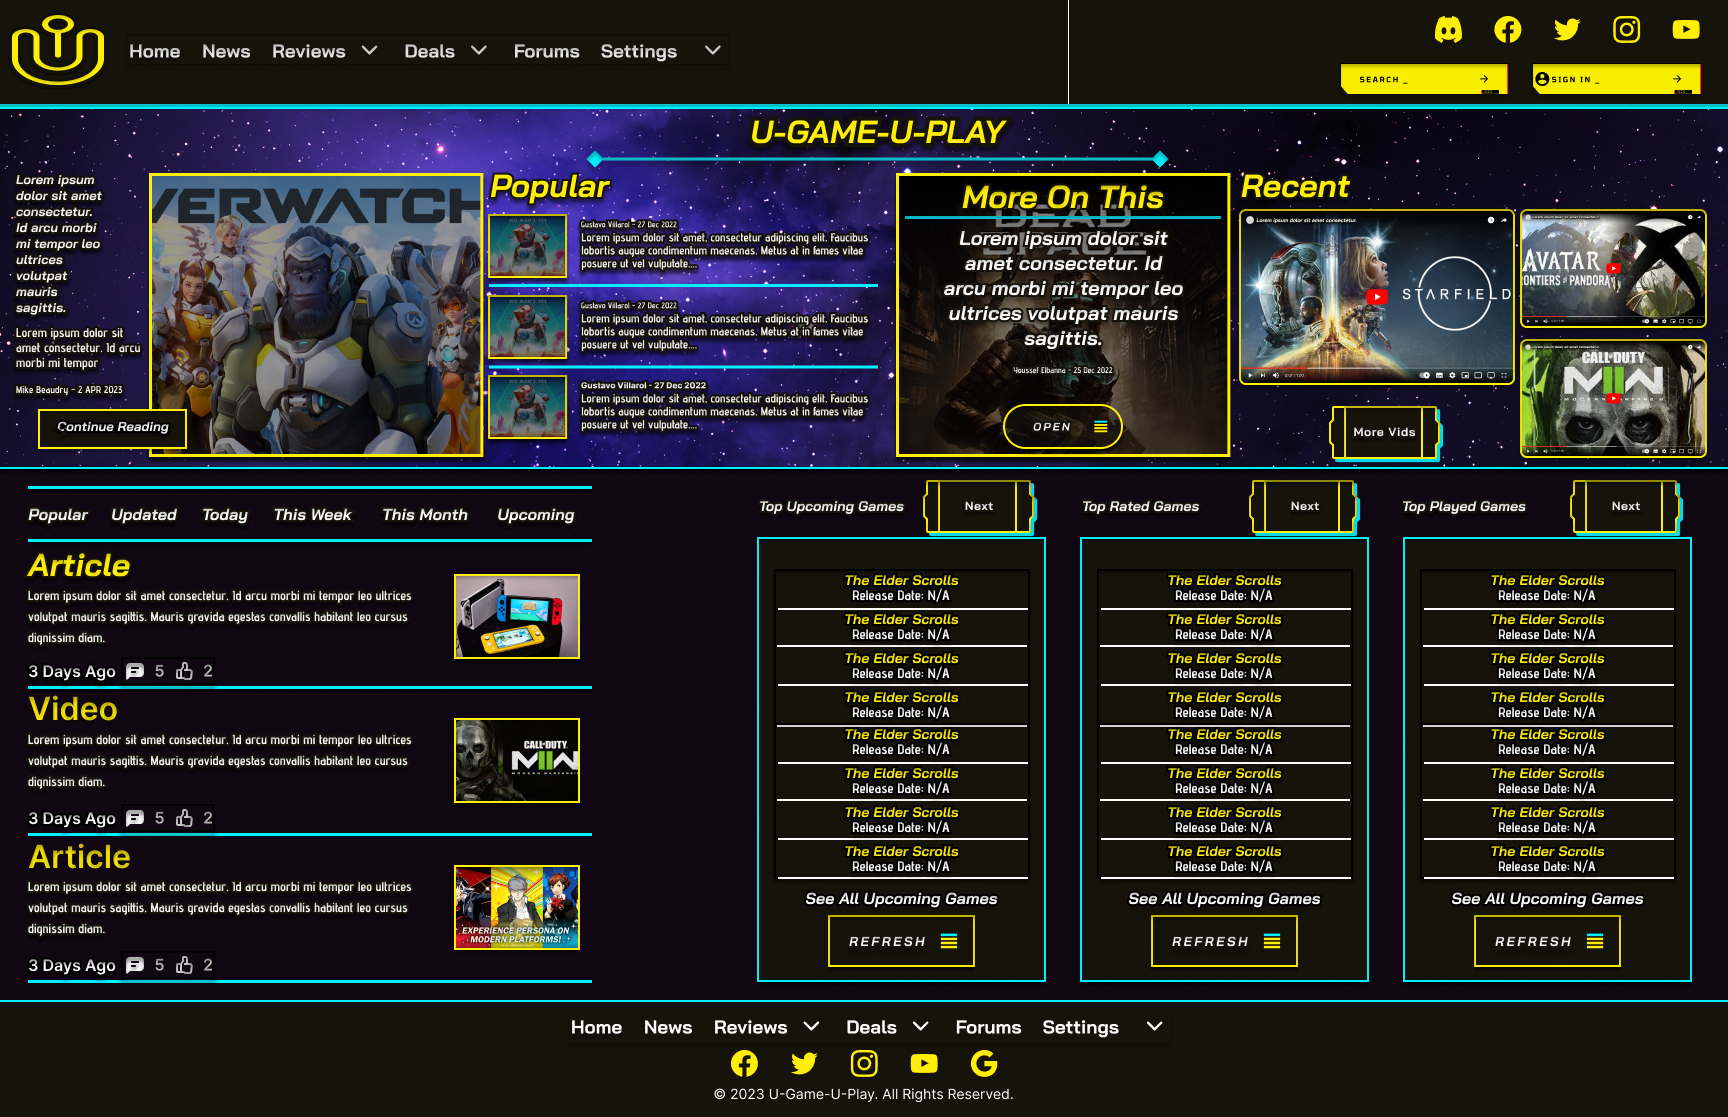 Home News Reviews Deals Forums Settings
SEARCH _
SIGN IN _
U-GAME-U-PLAY
Lorem ipsum
dolor sit amet
consectetur.
Id arcu morbi
mi tempor leo
ultrices
volutpat
mauris
sagittis.
Lorem ipsum dolor sit
amet consectetur. Id arcu
morbi mi tempor
Mike Beaudry - 2 APR 2023
Continue Reading
VERWATCH
Popular
Gustavo Villarol - 27 Dec 2022
Lorem ipsum dolor sit amet, consectetur adipiscing elit. Faucibus
lobortis augue consectetur maecenas. Metus at in fames vitae
posuere ut vel vulputate....
Gustavo Villarol - 27 Dec 2022
Lorem ipsum dolor sit amet, consectetur adipiscing elit. Faucibus
lobortis augue consectetur maecenas. Metus at in fames vitae
posuere ut vel vulputate....
Gustavo Villarol - 27 Dec 2022
Lorem ipsum dolor sit amet, consectetur adipiscing elit. Faucibus
lobortis augue consectetur maecenas. Metus at in fames vitae
posuere ut vel vulputate....
More On This
DEAD
SPACE
Lorem ipsum dolor sit
amet consectetur. Id
arcu morbi mi tempor leo
ultrices volutpat mauris
sagittis.
Youssef Elbanna - 25 Dec 2022
OPEN
Recent
Lorem ipsum dolor sit amet consectetur.
STARFIELD
AVATAR
FRONTIERS of PANDORA
CALL OF DUTY
MWII
MODERN WARFARE II
More Vids
Popular Updated Today This Week This Month Upcoming
Article
Lorem ipsum dolor sit amet consectetur. Id arcu morbi mi tempor leo ultrices
volutpat mauris sagittis. Mauris gravida egestas convallis habitant leo cursus
dignissim diam.
3 Days Ago 5 2
Video
Lorem ipsum dolor sit amet consectetur. Id arcu morbi mi tempor leo ultrices
volutpat mauris sagittis. Mauris gravida egestas convallis habitant leo cursus
dignissim diam.
CALL OF DUTY
MWII
MODERN WARFARE
3 Days Ago 5 2
Article
Lorem ipsum dolor sit amet consectetur. Id arcu morbi mi tempor leo ultrices
volutpat mauris sagittis. Mauris gravida egestas convallis habitant leo cursus
dignissim diam.
EXPERIENCE PERSONA ON
MODERN PLATFORMS!
3 Days Ago 5 2
Top Upcoming Games
Next
The Elder Scrolls
Release Date: N/A
The Elder Scrolls
Release Date: N/A
The Elder Scrolls
Release Date: N/A
The Elder Scrolls
Release Date: N/A
The Elder Scrolls
Release Date: N/A
The Elder Scrolls
Release Date: N/A
The Elder Scrolls
Release Date: N/A
The Elder Scrolls
Release Date: N/A
See All Upcoming Games
REFRESH
Top Rated Games
Next
The Elder Scrolls
Release Date: N/A
The Elder Scrolls
Release Date: N/A
The Elder Scrolls
Release Date: N/A
The Elder Scrolls
Release Date: N/A
The Elder Scrolls
Release Date: N/A
The Elder Scrolls
Release Date: N/A
The Elder Scrolls
Release Date: N/A
The Elder Scrolls
Release Date: N/A
See All Upcoming Games
REFRESH
Top Played Games
Next
The Elder Scrolls
Release Date: N/A
The Elder Scrolls
Release Date: N/A
The Elder Scrolls
Release Date: N/A
The Elder Scrolls
Release Date: N/A
The Elder Scrolls
Release Date: N/A
The Elder Scrolls
Release Date: N/A
The Elder Scrolls
Release Date: N/A
The Elder Scrolls
Release Date: N/A
See All Upcoming Games
REFRESH
Home News Reviews Deals Forums Settings
© 2023 U-Game-U-Play. All Rights Reserved.